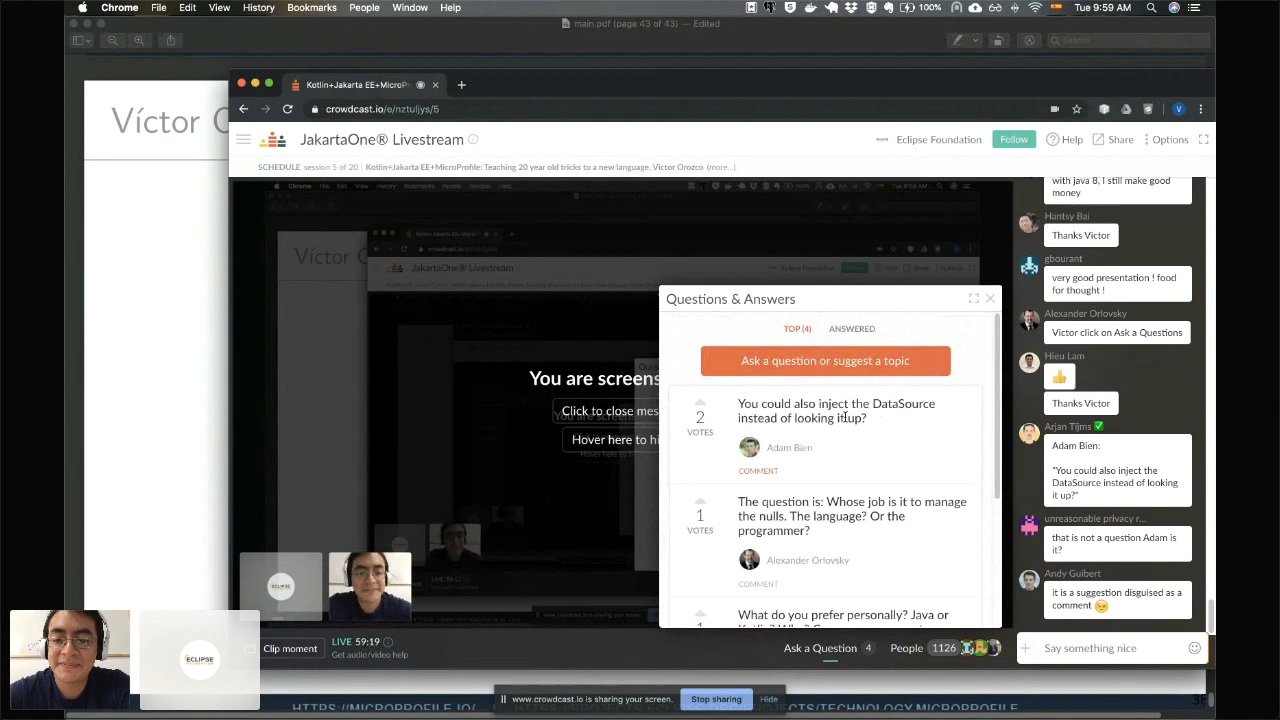 Chrome File Edit View History Bookmarks People Window Help 100% Tue 9:59 AM
main.pdf (page 43 of 43) — Edited
Search
Kotlin+Jakarta EE+MicroP
crowdcast.io/e/nztuljys/5
Víctor O
JakartaOne® Livestream
Eclipse Foundation
Follow
Help
Share
Options
SCHEDULE session 5 of 20 Kotlin+Jakarta EE+MicroProfile: Teaching 20 year old tricks to a new language, Victor Orozco (more...)
You are screens
Click to close mes
Hover here to hi
Questions & Answers
TOP (4) ANSWERED
Ask a question or suggest a topic
2
VOTES
You could also inject the DataSource
instead of looking it up?
Adam Bien
COMMENT
1
VOTES
The question is: Whose job is it to manage
the nulls. The language? Or the
programmer?
Alexander Orlovsky
COMMENT
What do you prefer personally? Java or
with java 8, I still make good
money
Hantsy Bai
Thanks Victor
gbourant
very good presentation ! food
for thought !
Alexander Orlovsky
Victor click on Ask a Questions
Hieu Lam
👍
Thanks Victor
Arjan Tijms ✅
Adam Bien:
"You could also inject the
DataSource instead of looking
it up?"
unreasonable privacy r...
that is not a question Adam is
it?
Andy Guibert
it is a suggestion disguised as a
comment 😉
ECLIPSE
Clip moment
LIVE 59:19
Get audio/video help
Ask a Question 4
People 1126
Say something nice
ECLIPSE
FOUNDATION
www.crowdcast.io is sharing your screen.
Stop sharing
Hide